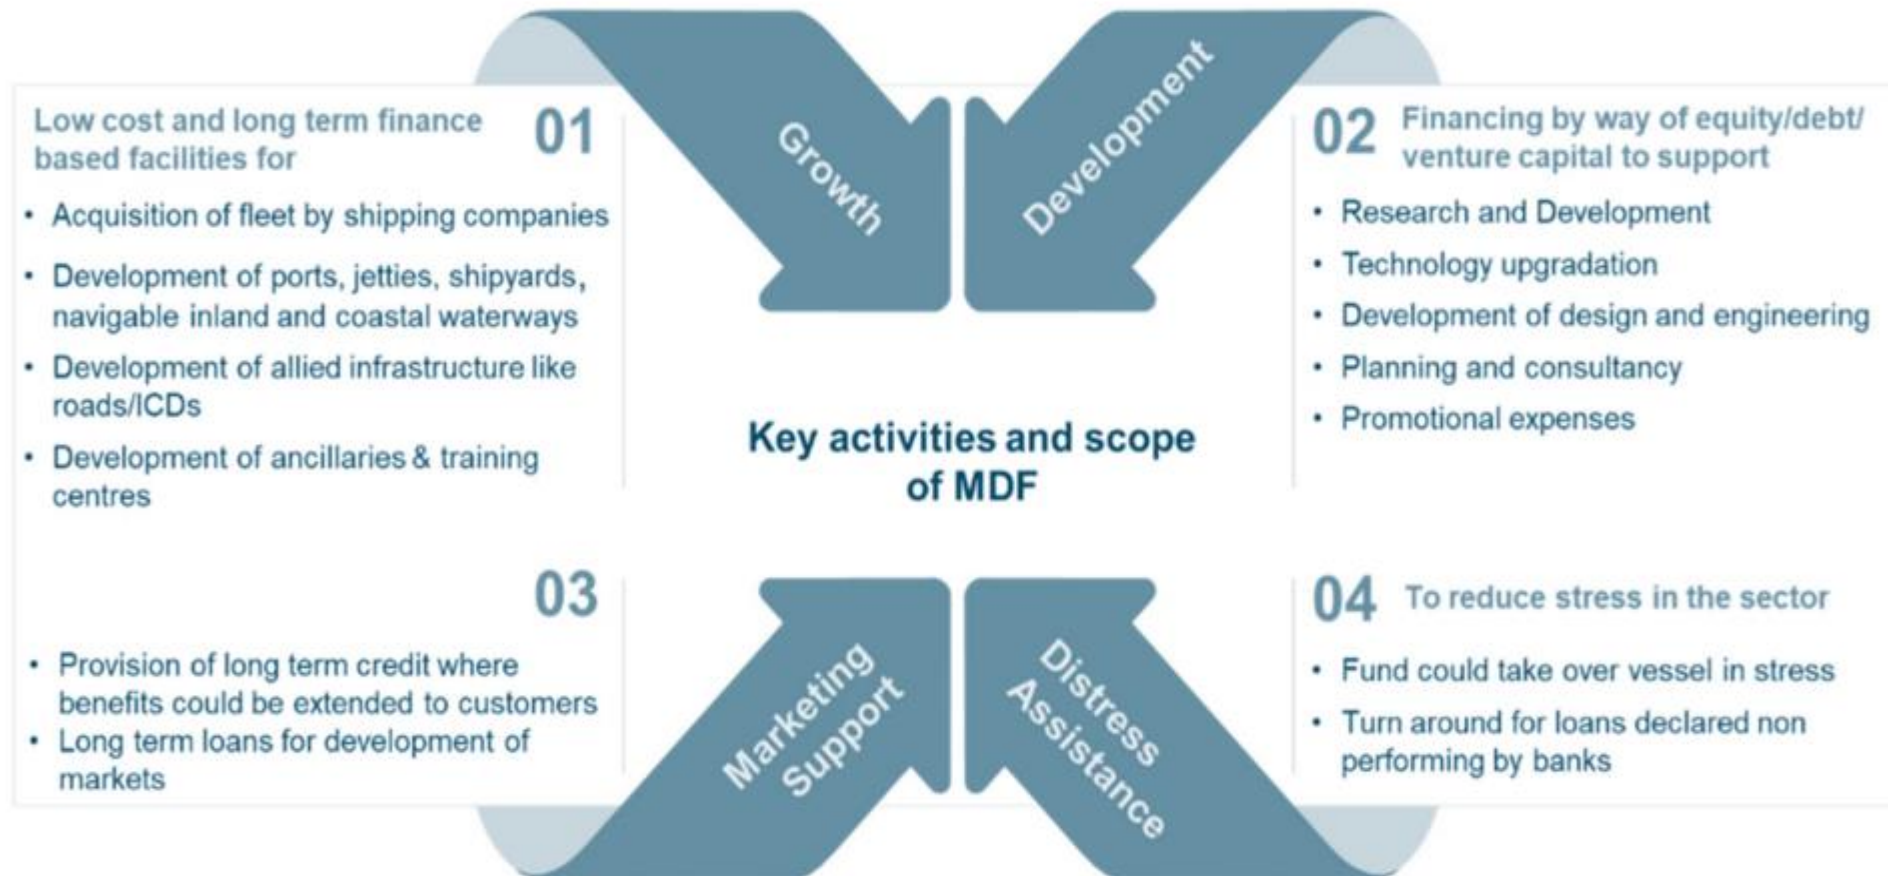 Growth
Development
Low cost and long term finance
based facilities for
01
• Acquisition of fleet by shipping companies
• Development of ports, jetties, shipyards,
navigable inland and coastal waterways
• Development of allied infrastructure like
roads/ICDs
• Development of ancillaries & training
centres
02
Financing by way of equity/debt/
venture capital to support
• Research and Development
• Technology upgradation
• Development of design and engineering
• Planning and consultancy
• Promotional expenses
Key activities and scope
of MDF
03
• Provision of long term credit where
benefits could be extended to customers
• Long term loans for development of
markets
Marketing
Support
Distress
Assistance
04
To reduce stress in the sector
• Fund could take over vessel in stress
• Turn around for loans declared non
performing by banks